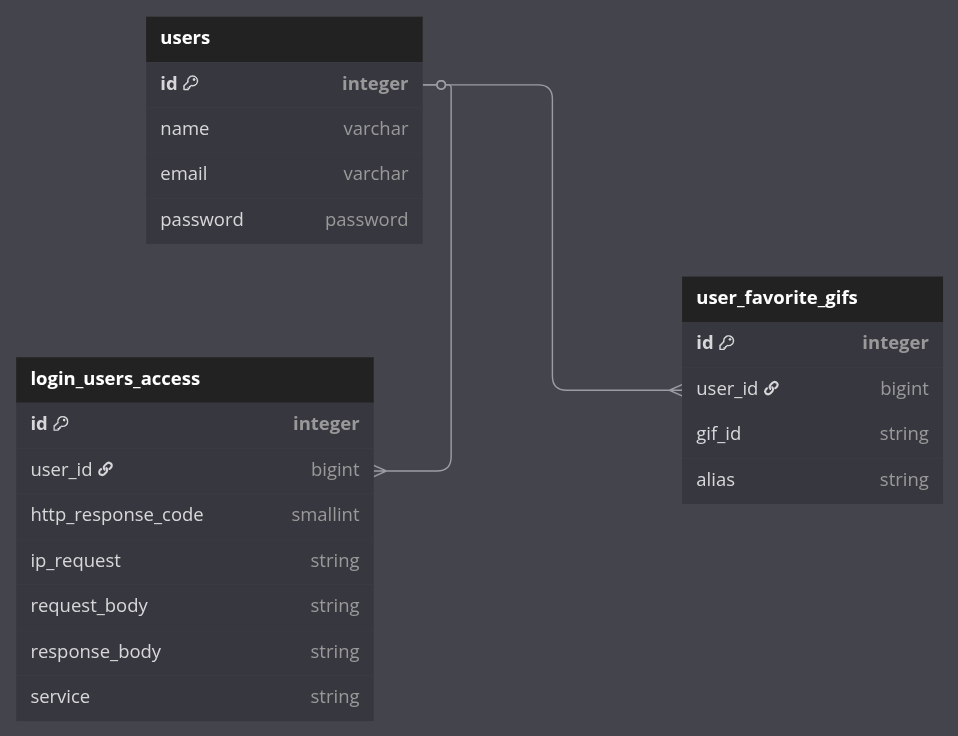 users
id integer
name varchar
email varchar
password password
user_favorite_gifs
id integer
user_id bigint
gif_id string
alias string
login_users_access
id integer
user_id bigint
http_response_code smallint
ip_request string
request_body string
response_body string
service string